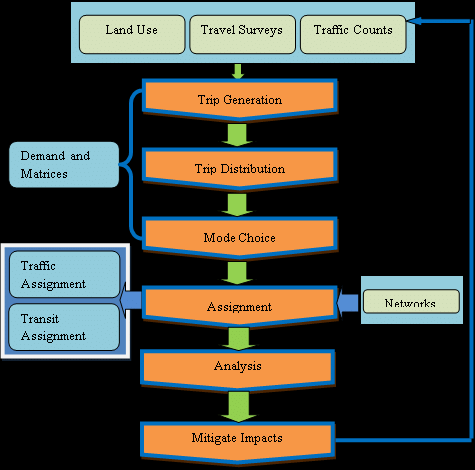 Land Use
Travel Surveys
Traffic Counts
Trip Generation
Demand and
Matrices
Trip Distribution
Mode Choice
Traffic
Assignment
Transit
Assignment
Assignment
Networks
Analysis
Mitigate Impacts